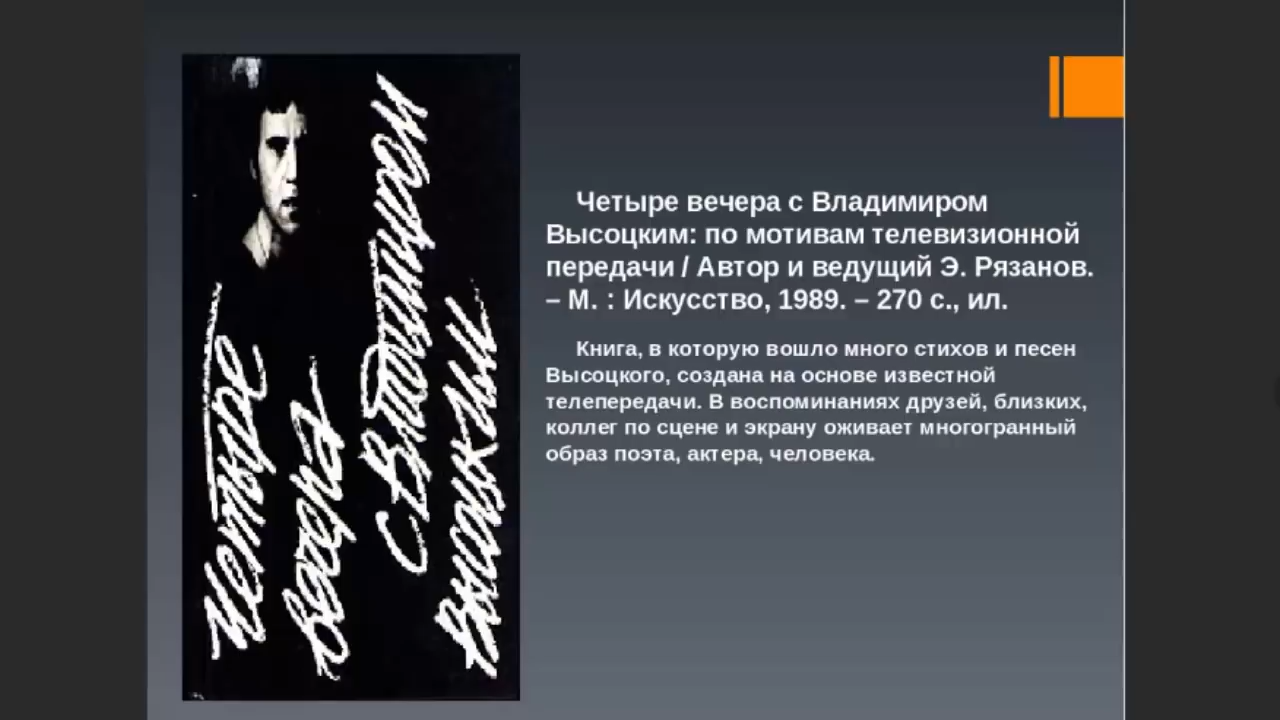 Четыре
вечера
с Владимиром
Высоцким
Четыре вечера с Владимиром
Высоцким: по мотивам телевизионной
передачи / Автор и ведущий Э. Рязанов.
– М. : Искусство, 1989. – 270 с., ил.
Книга, в которую вошло много стихов и песен
Высоцкого, создана на основе известной
телепередачи. В воспоминаниях друзей, близких,
коллег по сцене и экрану оживает многогранный
образ поэта, актера, человека.